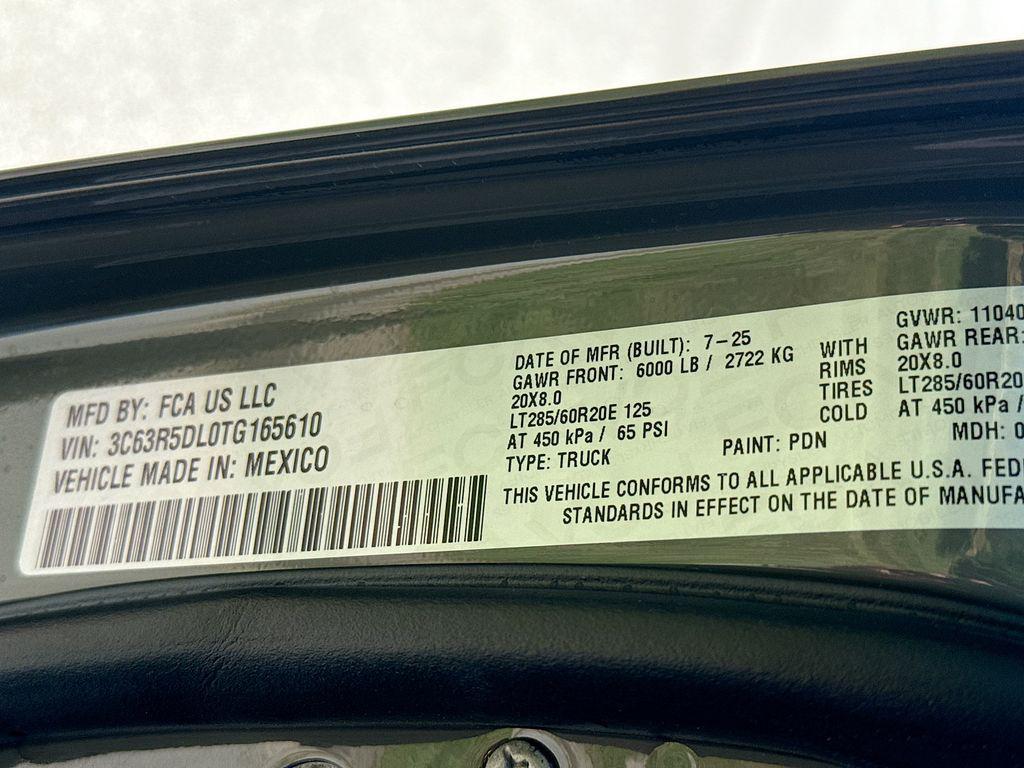 MFD BY: FCA US LLC
VIN: 3C63R5DL0TG165610
VEHICLE MADE IN: MEXICO
DATE OF MFR (BUILT): 7-25
GAWR FRONT: 6000 LB / 2722 KG
20X8.0
LT285/60R20E 125
AT 450 kPa / 65 PSI
TYPE: TRUCK
WITH
RIMS
TIRES
COLD
GVWR: 11040
GAWR REAR:
20X8.0
LT285/60R20
AT 450 kPa /
PAINT: PDN
MDH: 0
THIS VEHICLE CONFORMS TO ALL APPLICABLE U.S.A. FEDE
STANDARDS IN EFFECT ON THE DATE OF MANUFA